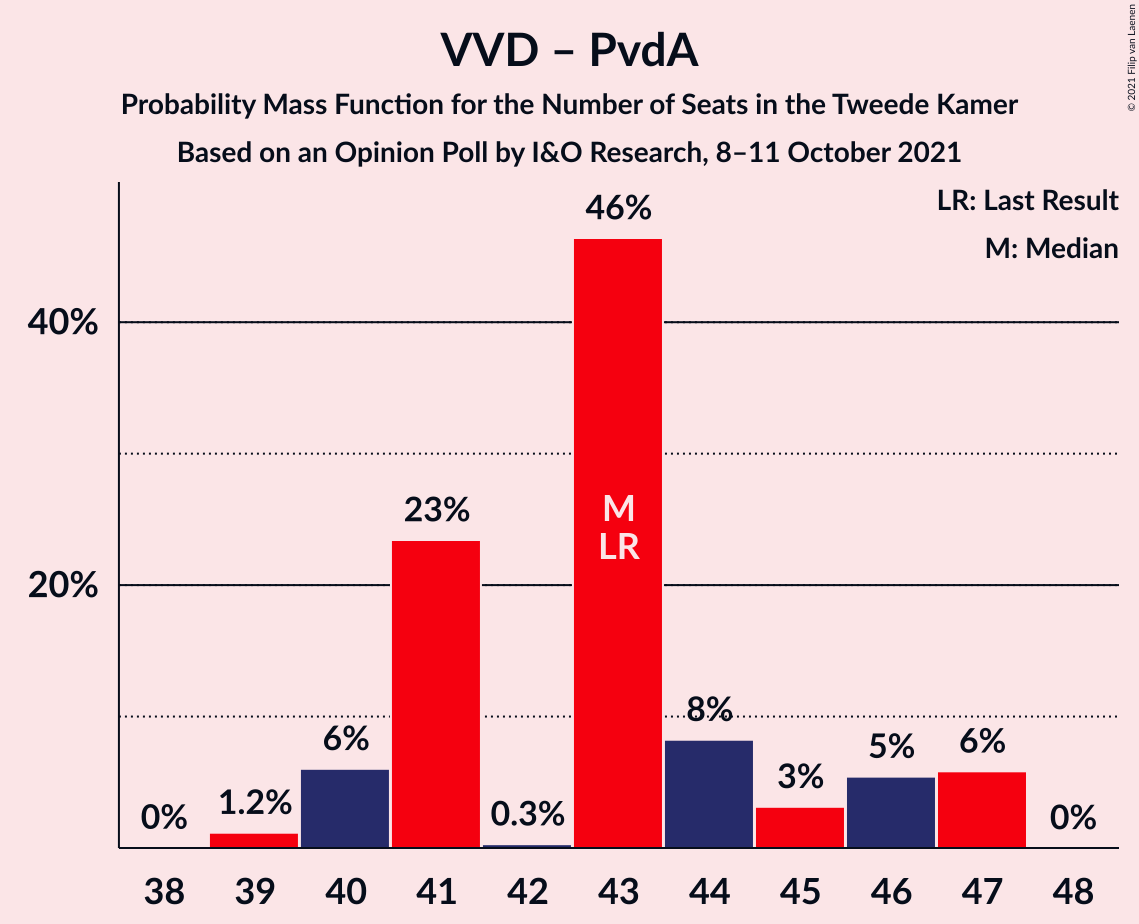 VVD – PvdA
Probability Mass Function for the Number of Seats in the Tweede Kamer
Based on an Opinion Poll by I&O Research, 8–11 October 2021
© 2021 Filip van Laenen
LR: Last Result
M: Median
40%
20%
0%
1.2%
6%
23%
0.3%
46%
M
LR
8%
3%
5%
6%
0%
38 39 40 41 42 43 44 45 46 47 48